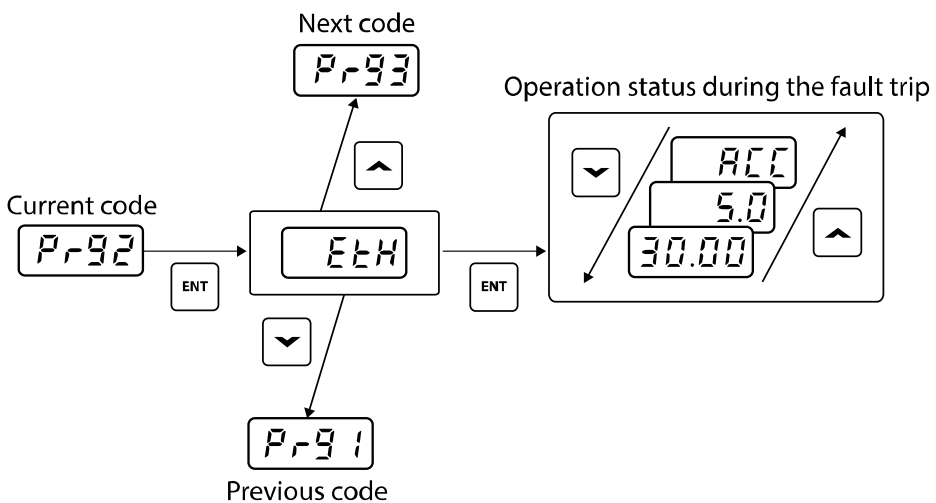 Next code
Pr93
Operation status during the fault trip
ACC
5.0
30.00
Current code
Pr92
EtH
ENT
ENT
Pr91
Previous code